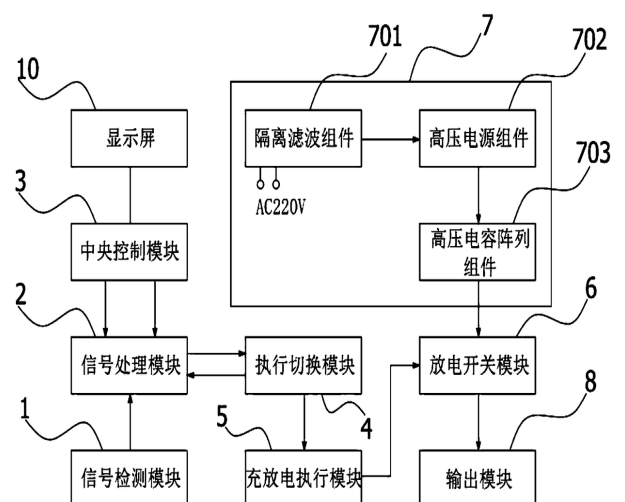 701
7
702
10
显示屏
隔离滤波组件
高压电源组件
AC220V
703
3
中央控制模块
高压电容阵列
组件
2
6
信号处理模块
执行切换模块
放电开关模块
1
5
4
8
信号检测模块
充放电执行模块
输出模块